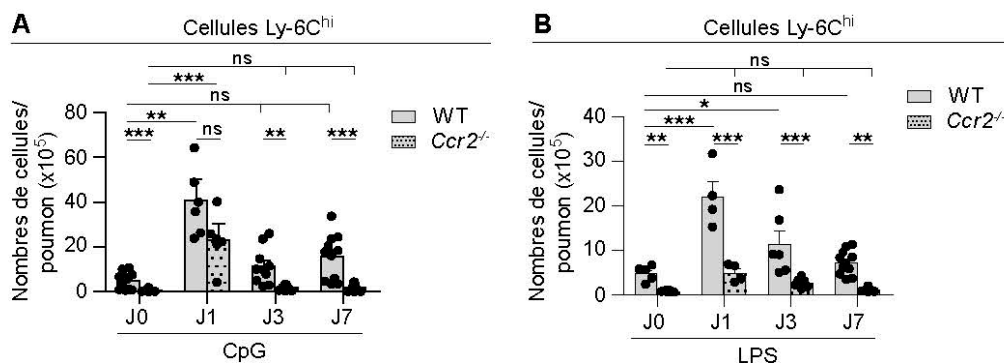 A
Cellules Ly-6Chi
ns
***
ns
**
WT
Ccr2-/-
*** ns ** ***
Nombres de cellules/
poumon (x105)
80
60
40
20
0
J0 J1 J3 J7
CpG
B
Cellules Ly-6Chi
ns
ns
*
***
WT
Ccr2-/-
** *** *** **
Nombres de cellules/
poumon (x105)
40
30
20
10
0
J0 J1 J3 J7
LPS